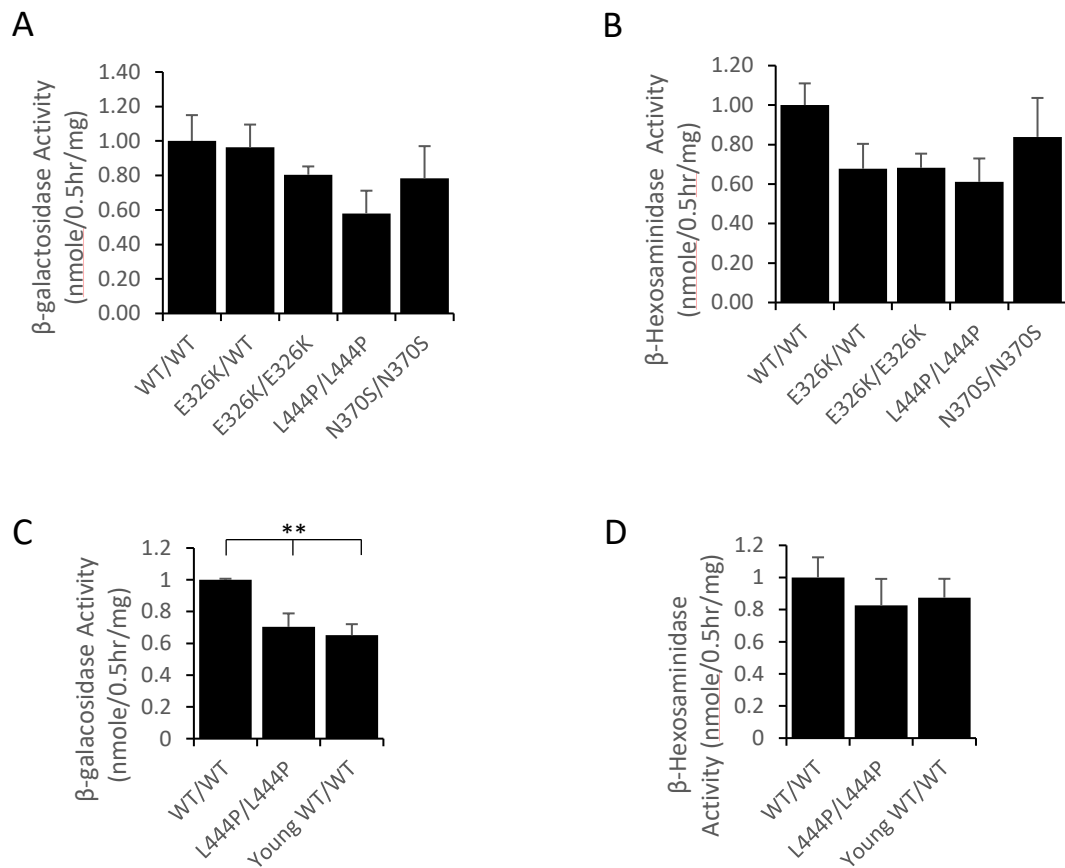 A
β-galactosidase Activity
(nmole/0.5hr/mg)
1.40
1.20
1.00
0.80
0.60
0.40
0.20
0.00
WT/WT
E326K/WT
E326K/E326K
L444P/L444P
N370S/N370S
B
β-Hexosaminidase Activity
(nmole/0.5hr/mg)
1.20
1.00
0.80
0.60
0.40
0.20
0.00
WT/WT
E326K/WT
E326K/E326K
L444P/L444P
N370S/N370S
C
β-galacosidase Activity
(nmole/0.5hr/mg)
**
1.2
1
0.8
0.6
0.4
0.2
0
WT/WT
L444P/L444P
Young WT/WT
D
β-Hexosaminidase
Activity (nmole/0.5hr/mg)
1.2
1
0.8
0.6
0.4
0.2
0
WT/WT
L444P/L444P
Young WT/WT